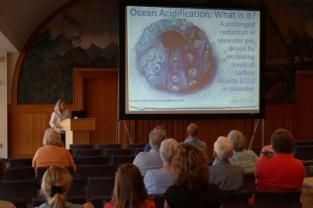 Ocean Acidification: What is it?
A prolonged
reduction in
seawater pH,
driven by
increasing
levels of
carbon
dioxide (CO2)
in seawater